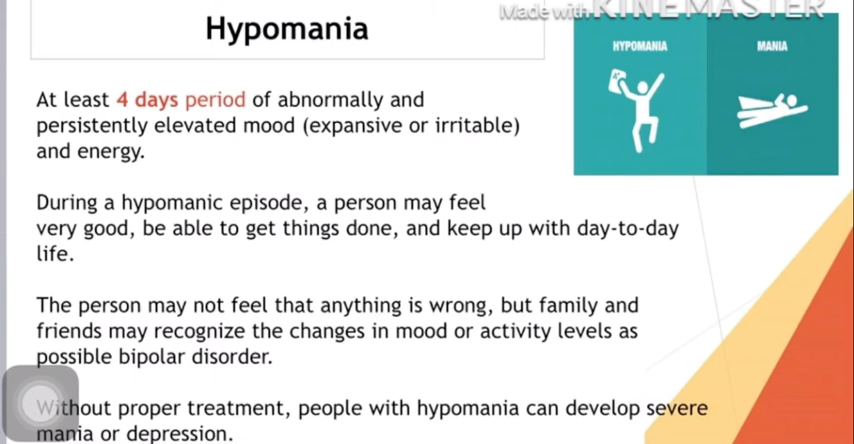 Made with KINEMASTER
Hypomania
HYPOMANIA
MANIA
At least 4 days period of abnormally and
persistently elevated mood (expansive or irritable)
and energy.
During a hypomanic episode, a person may feel
very good, be able to get things done, and keep up with day-to-day
life.
The person may not feel that anything is wrong, but family and
friends may recognize the changes in mood or activity levels as
possible bipolar disorder.
Without proper treatment, people with hypomania can develop severe
mania or depression.